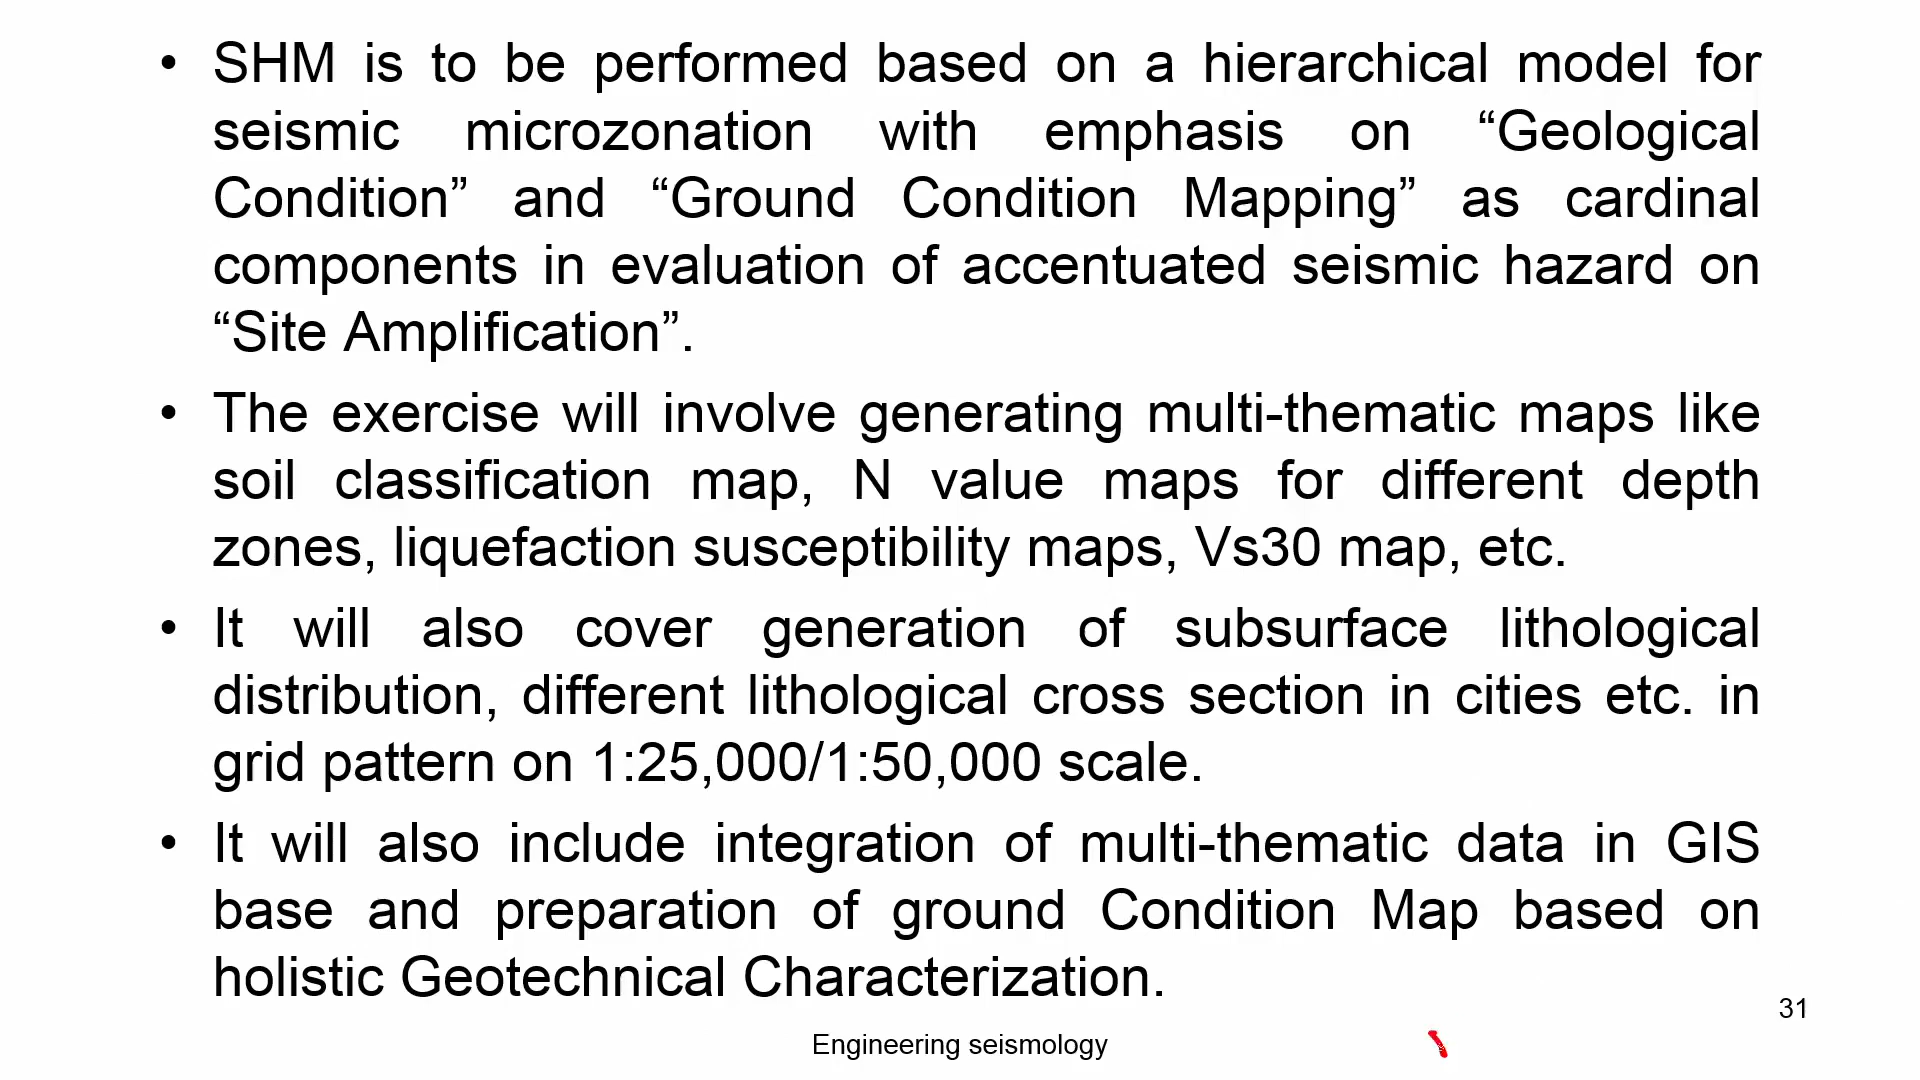 • SHM is to be performed based on a hierarchical model for
seismic microzonation with emphasis on “Geological
Condition” and “Ground Condition Mapping” as cardinal
components in evaluation of accentuated seismic hazard on
“Site Amplification”.
• The exercise will involve generating multi-thematic maps like
soil classification map, N value maps for different depth
zones, liquefaction susceptibility maps, Vs30 map, etc.
• It will also cover generation of subsurface lithological
distribution, different lithological cross section in cities etc. in
grid pattern on 1:25,000/1:50,000 scale.
• It will also include integration of multi-thematic data in GIS
base and preparation of ground Condition Map based on
holistic Geotechnical Characterization.
31
Engineering seismology